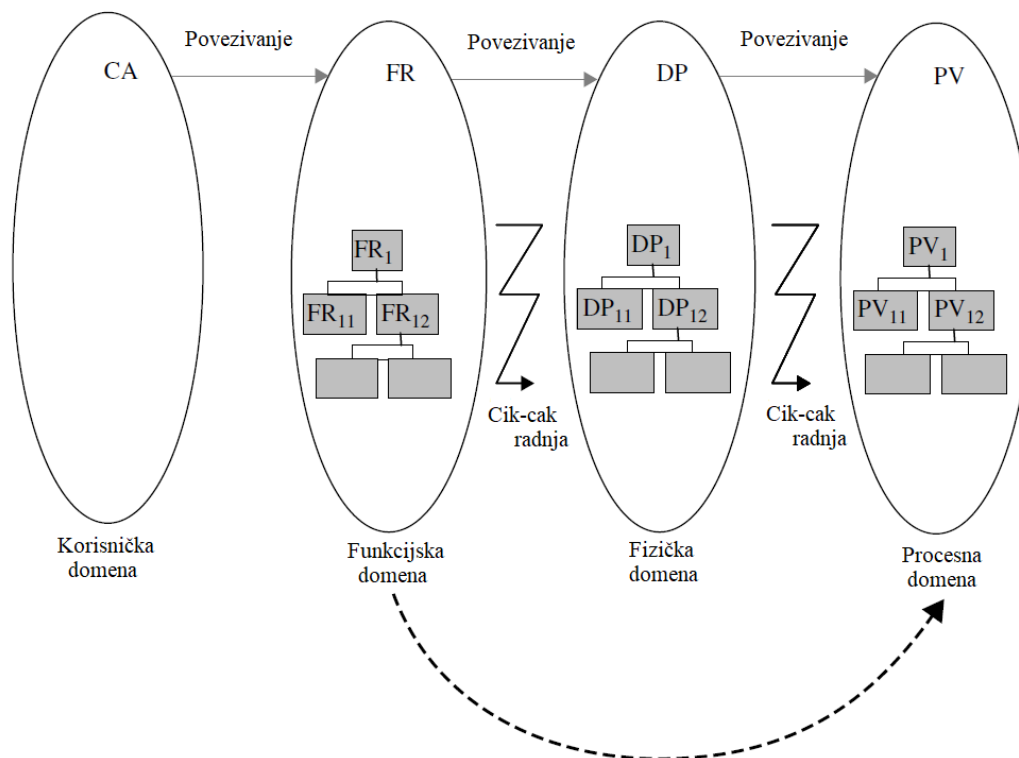 Povezivanje
Povezivanje
Povezivanje
CA
FR
DP
PV
FR1
DP1
PV1
FR11
FR12
DP11
DP12
PV11
PV12
Cik-cak
radnja
Cik-cak
radnja
Korisnička
domena
Funkcijska
domena
Fizička
domena
Procesna
domena